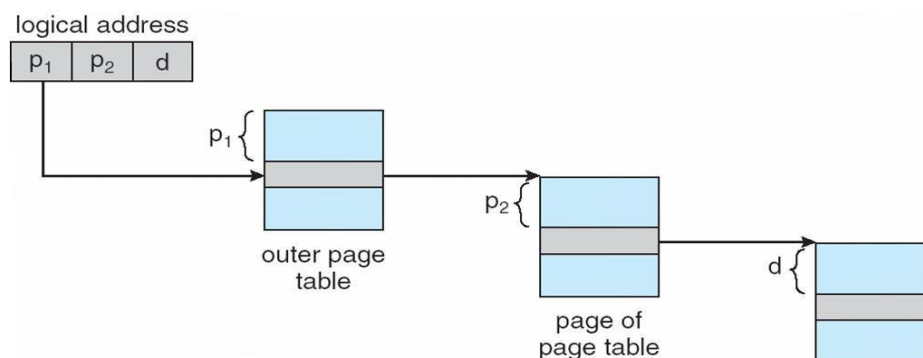 logical address
p₁ p₂ d
p₁
outer page
table
p₂
page of
page table
d